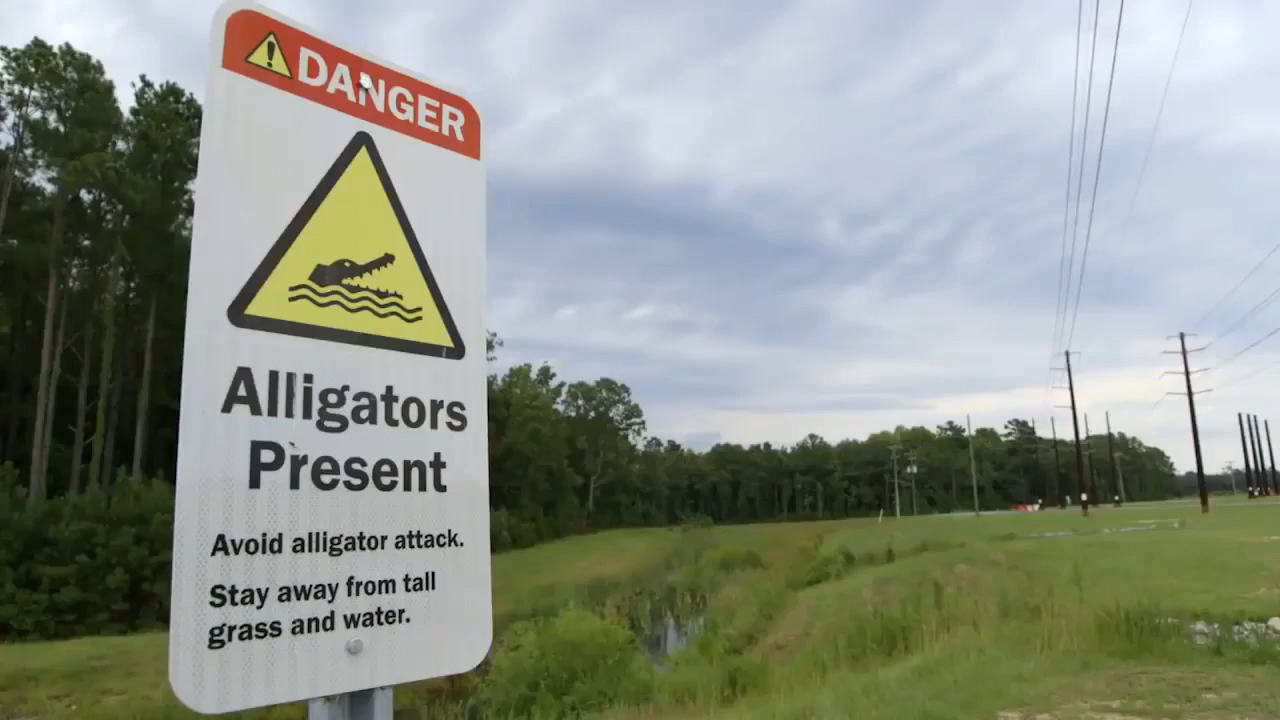 DANGER
Alligators
Present
Avoid alligator attack.
Stay away from tall
grass and water.